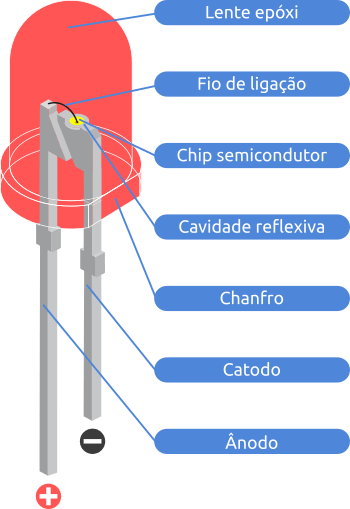 Lente epóxi
Fio de ligação
Chip semicondutor
Cavidade reflexiva
Chanfro
Catodo
Ânodo